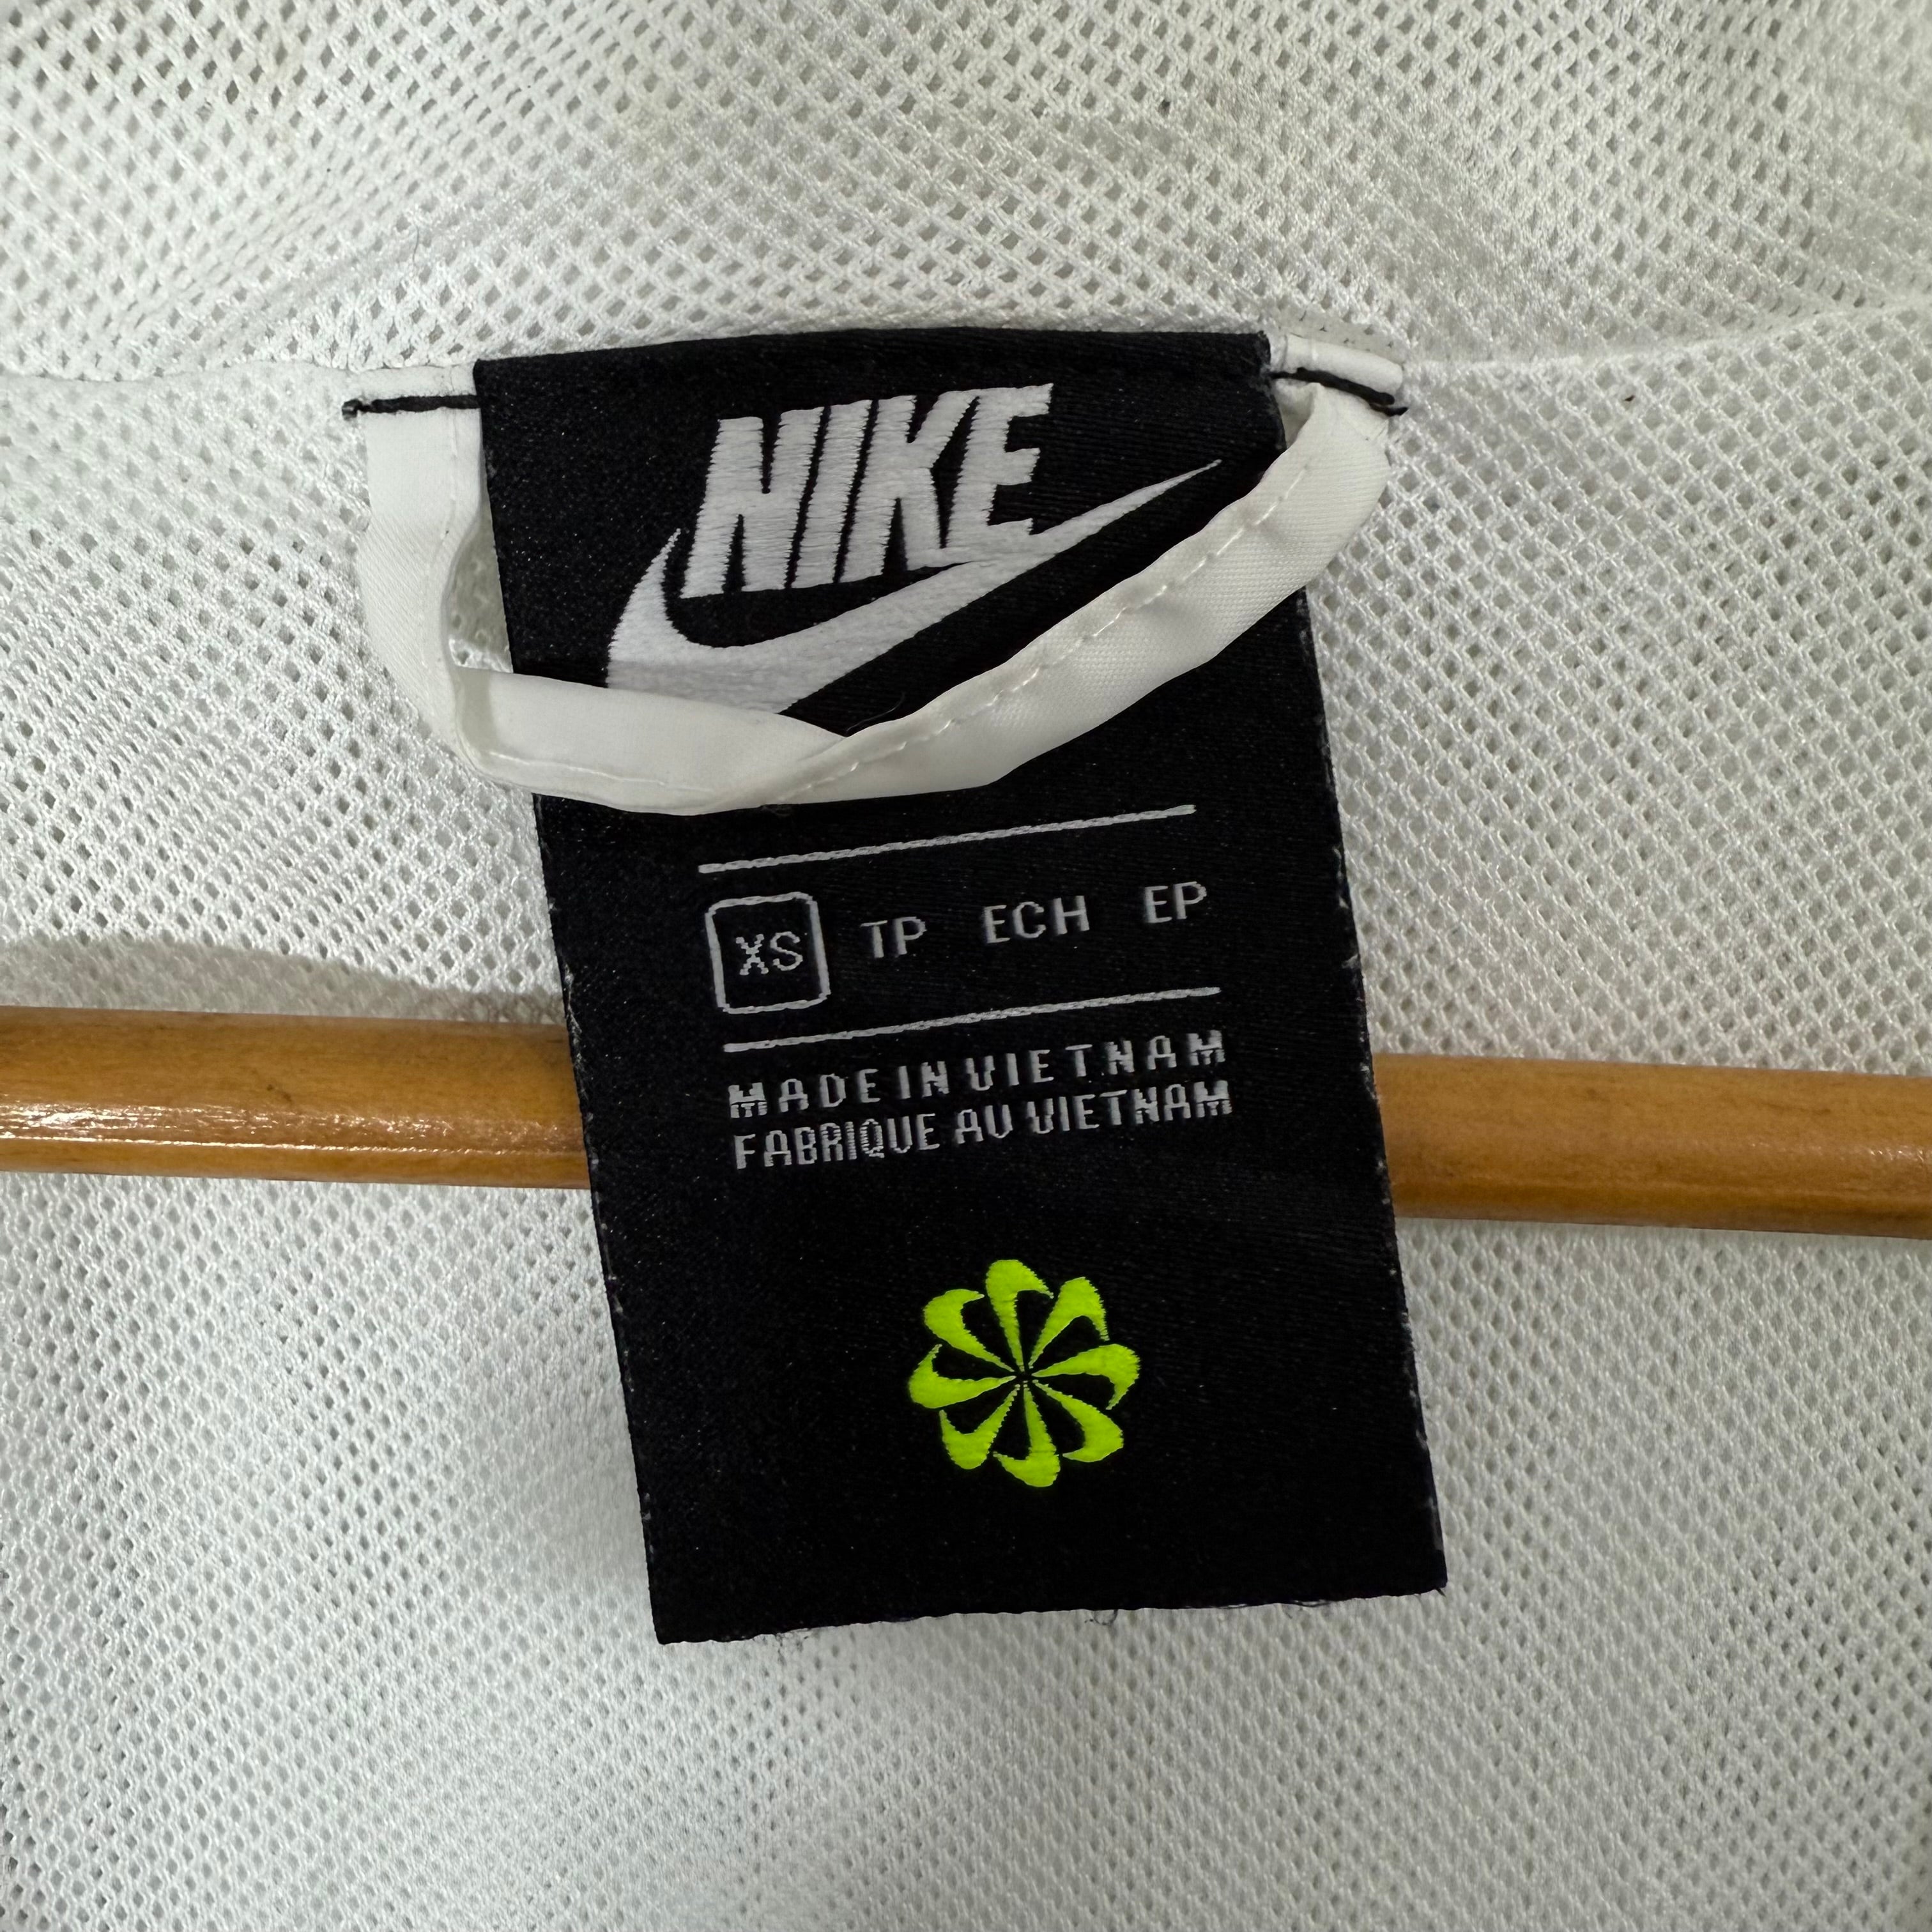 NIKE
XS TP ECH EP
MADE IN VIETNAM
FABRIQUE AU VIETNAM